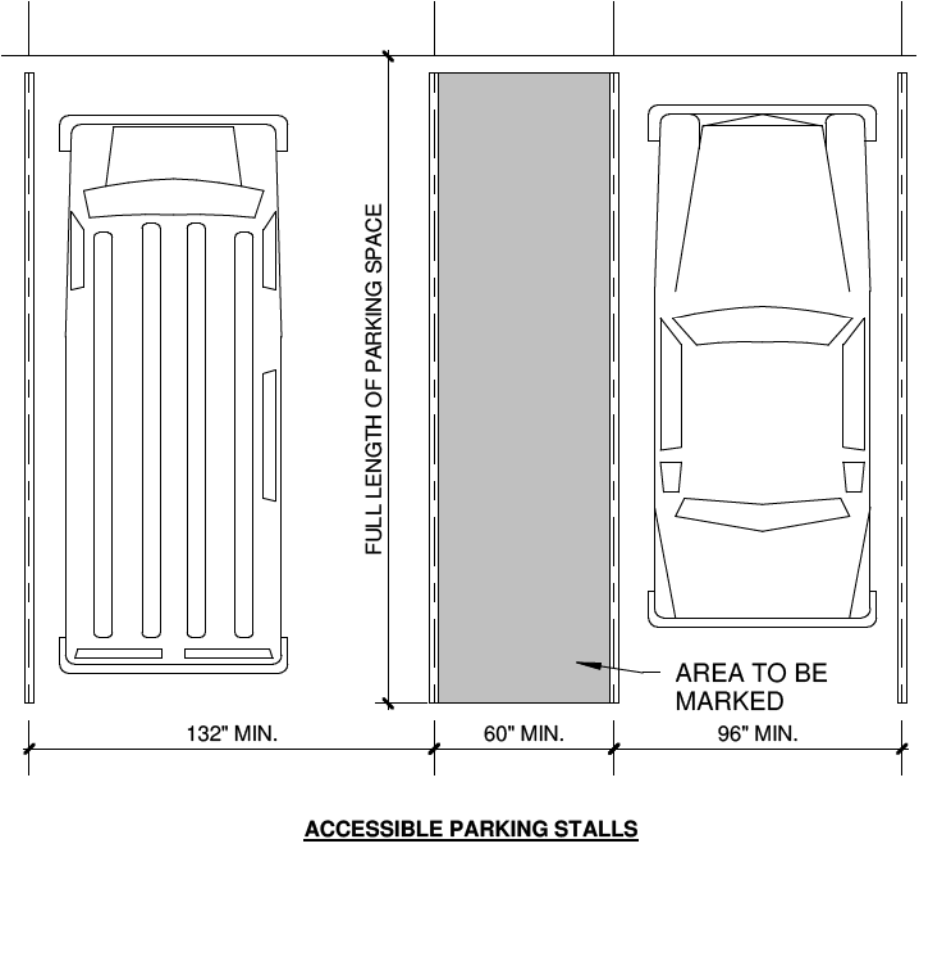 FULL LENGTH OF PARKING SPACE
AREA TO BE
MARKED
132" MIN.
60" MIN.
96" MIN.
ACCESSIBLE PARKING STALLS